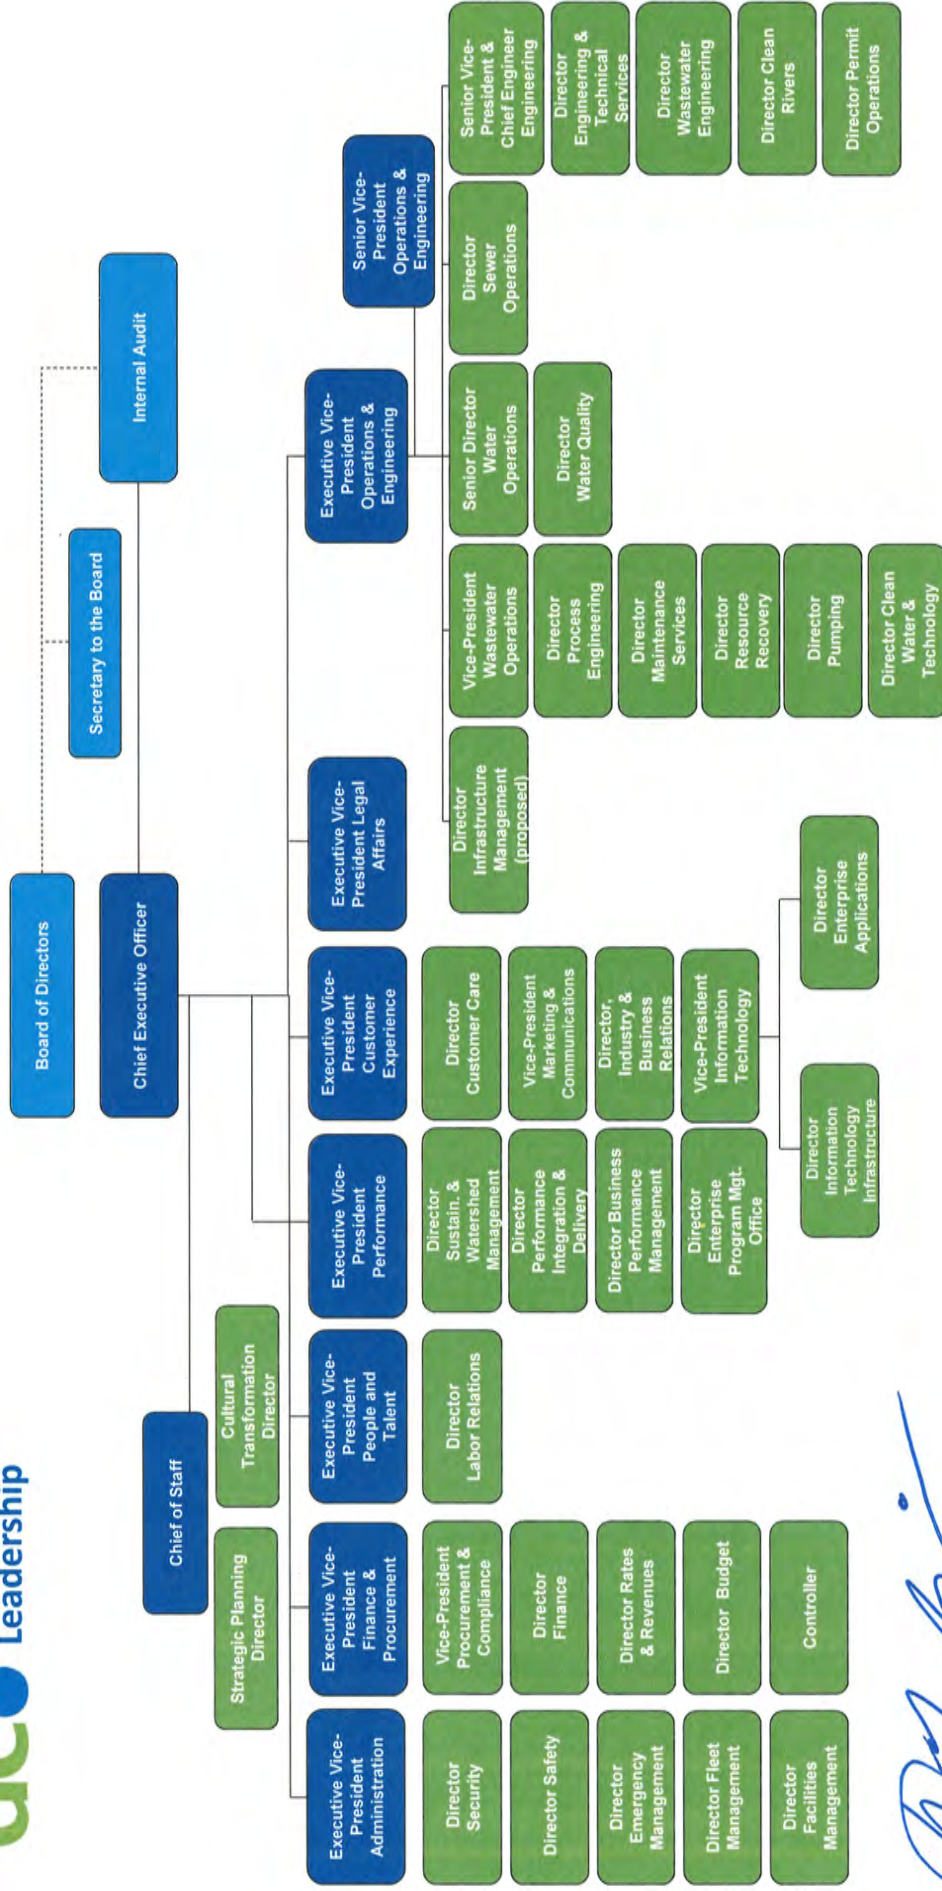 Leadership
Board of Directors
Secretary to the Board
Internal Audit
Chief Executive Officer
Chief of Staff
Strategic Planning
Director
Cultural
Transformation
Director
Executive Vice-
President
Administration
Director
Security
Director Safety
Director
Emergency
Management
Director Fleet
Management
Director
Facilities
Management
Executive Vice-
President
Finance &
Procurement
Vice-President
Procurement &
Compliance
Director
Finance
Director Rates
& Revenues
Director Budget
Controller
Executive Vice-
President
People and
Talent
Director
Labor Relations
Executive Vice-
President
Performance
Director
Sustain. &
Watershed
Management
Director
Performance
Integration &
Delivery
Director Business
Performance
Management
Director
Enterprise
Program Mgt.
Office
Executive Vice-
President
Customer
Experience
Director
Customer Care
Vice-President
Marketing &
Communications
Director,
Industry &
Business
Relations
Vice-President
Information
Technology
Director
Information
Technology
Infrastructure
Director
Enterprise
Applications
Executive Vice-
President Legal
Affairs
Executive Vice-
President
Operations &
Engineering
Senior Vice-
President
Operations &
Engineering
Director
Infrastructure
Management
(proposed)
Vice-President
Wastewater
Operations
Director
Process
Engineering
Director
Maintenance
Services
Director
Resource
Recovery
Director
Pumping
Director Clean
Water &
Technology
Senior Director
Water
Operations
Director
Water Quality
Director
Sewer
Operations
Senior Vice-
President &
Chief Engineer
Engineering
Director
Engineering &
Technical
Services
Director
Wastewater
Engineering
Director Clean
Rivers
Director Permit
Operations